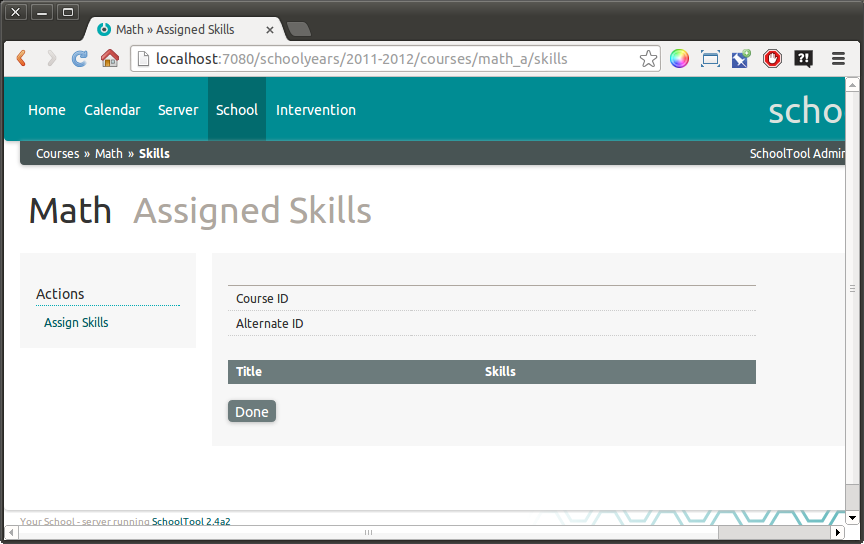 Math » Assigned Skills
localhost:7080/schoolyears/2011-2012/courses/math_a/skills
?!
Home Calendar Server School Intervention scho
Courses » Math » Skills SchoolTool Admin
Math Assigned Skills
Actions
Assign Skills
Course ID
Alternate ID
Title Skills
Done
Your School - server running SchoolTool 2.4a2